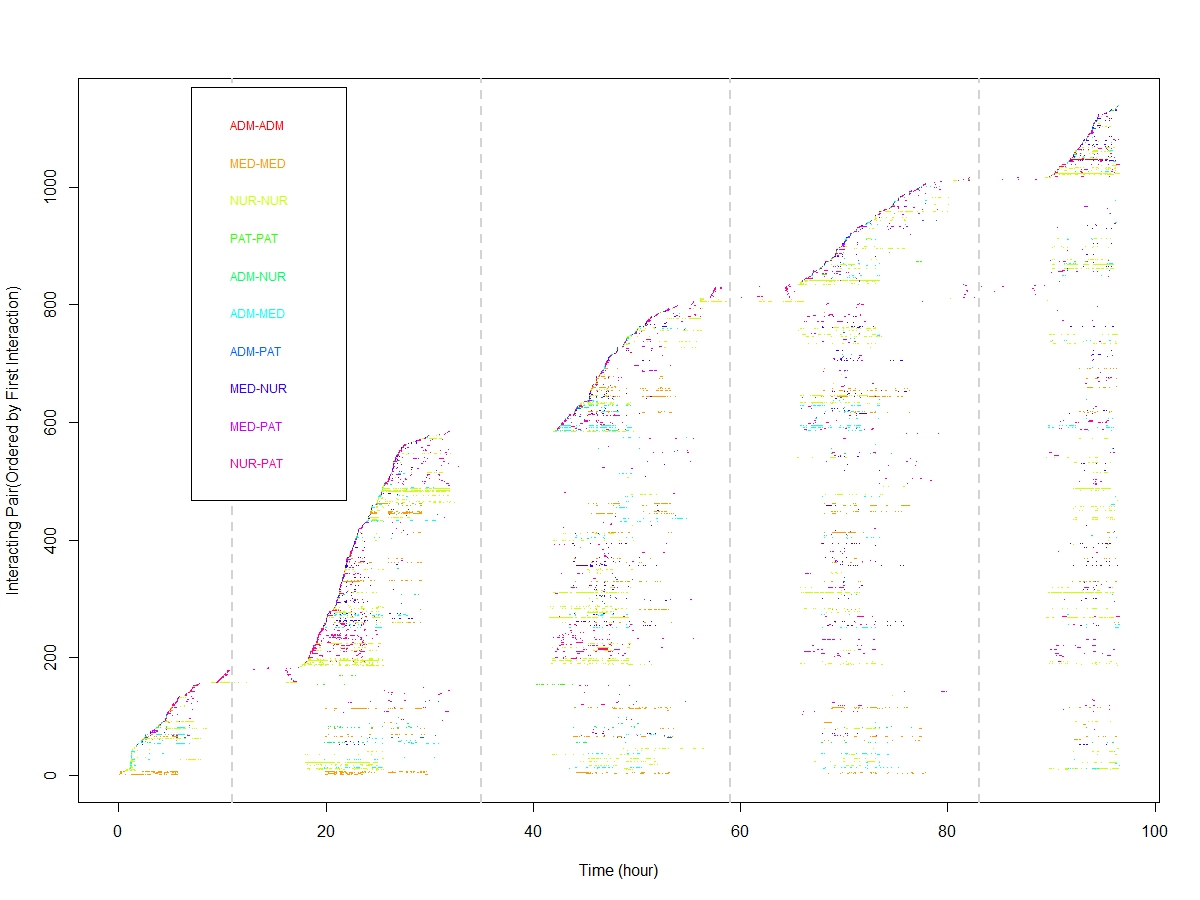 ADM-ADM
MED-MED
NUR-NUR
PAT-PAT
ADM-NUR
ADM-MED
ADM-PAT
MED-NUR
MED-PAT
NUR-PAT
Interacting Pair(Ordered by First Interaction)
1000
800
600
400
200
0
0 20 40 60 80 100
Time (hour)